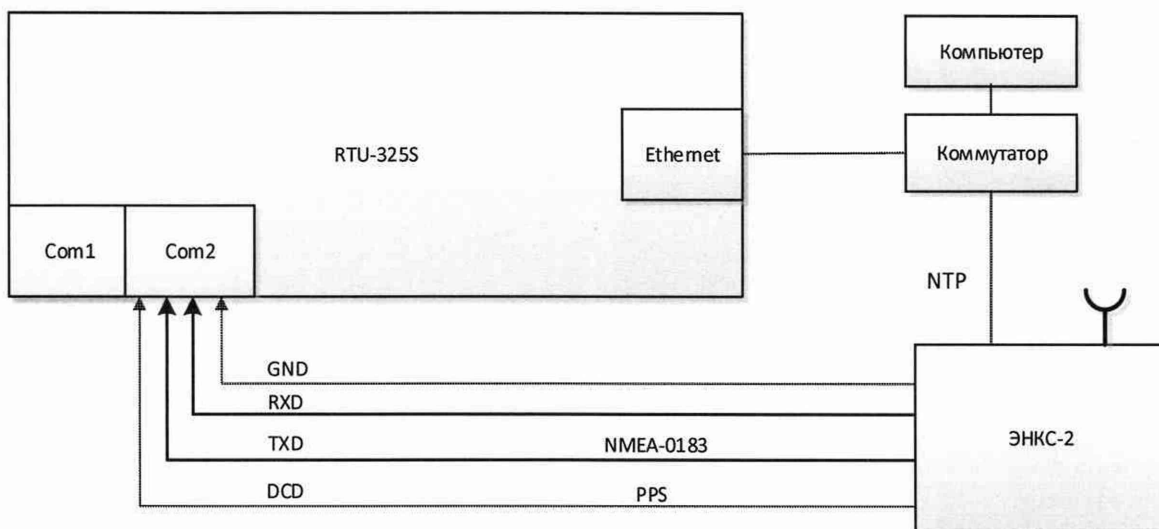 Компьютер
RTU-325S
Ethernet
Коммутатор
Com1
Com2
NTP
GND
RXD
TXD
NMEA-0183
ЭНКС-2
DCD
PPS